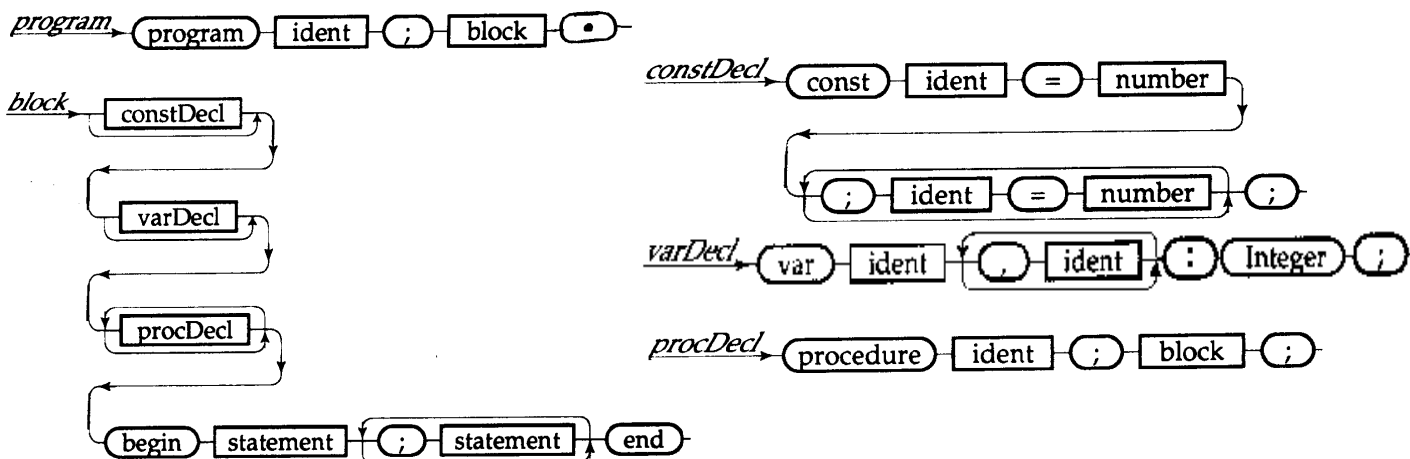 program program ident ; block .
block constDecl
varDecl
procDecl
begin statement ; statement end
constDecl const ident = number
; ident = number ;
varDecl var ident , ident : Integer ;
procDecl procedure ident ; block ;